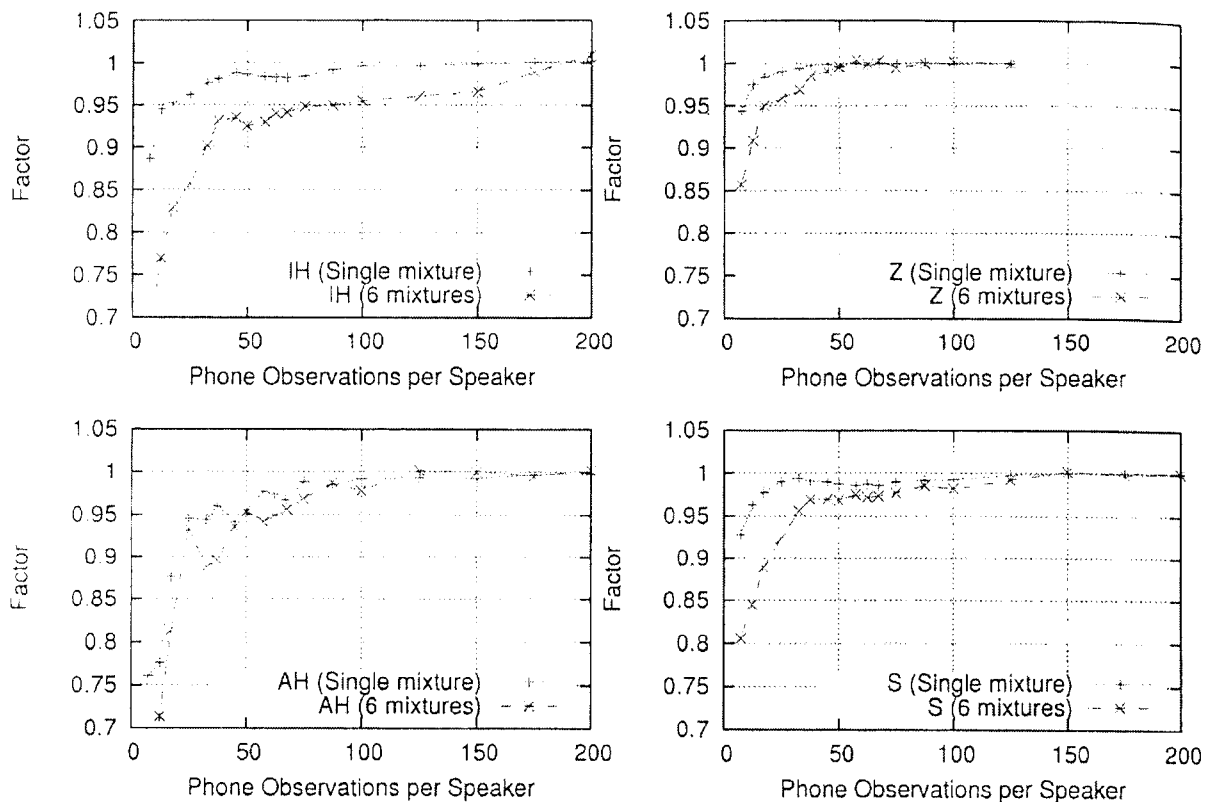 1.05
1
0.95
0.9
0.85
0.8
0.75
0.7
Factor
IH (Single mixture)
IH (6 mixtures)
0 50 100 150 200
Phone Observations per Speaker
1.05
1
0.95
0.9
0.85
0.8
0.75
0.7
Factor
Z (Single mixture)
Z (6 mixtures)
0 50 100 150 200
Phone Observations per Speaker
1.05
1
0.95
0.9
0.85
0.8
0.75
0.7
Factor
AH (Single mixture)
AH (6 mixtures)
0 50 100 150 200
Phone Observations per Speaker
1.05
1
0.95
0.9
0.85
0.8
0.75
0.7
Factor
S (Single mixture)
S (6 mixtures)
0 50 100 150 200
Phone Observations per Speaker